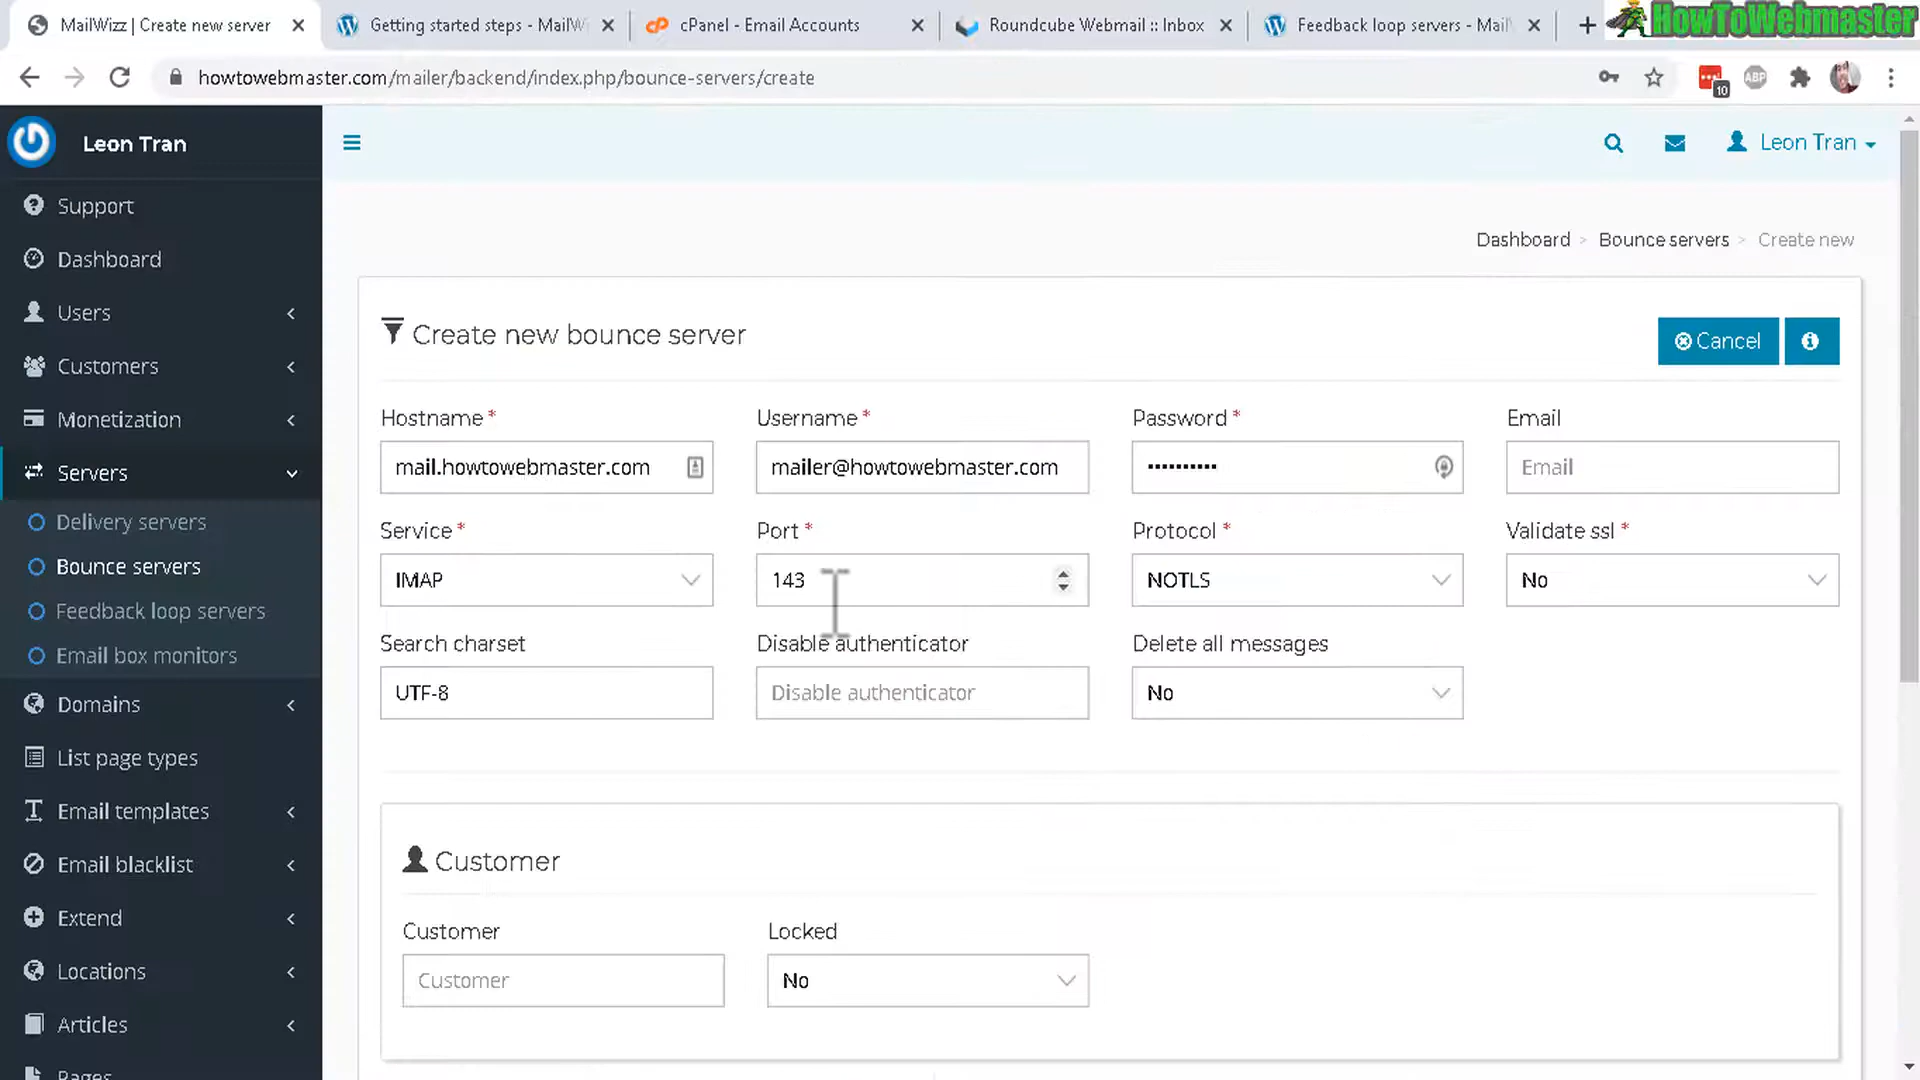 MailWizz | Create new server
Getting started steps - MailWi
cPanel - Email Accounts
Roundcube Webmail :: Inbox
Feedback loop servers - Mail
HowToWebmaster
howtowebmaster.com/mailer/backend/index.php/bounce-servers/create
10
ABP
Leon Tran
Leon Tran
Support
Dashboard
Users
Customers
Monetization
Servers
Delivery servers
Bounce servers
Feedback loop servers
Email box monitors
Domains
List page types
Email templates
Email blacklist
Extend
Locations
Articles
Pages
Dashboard > Bounce servers > Create new
Create new bounce server
Cancel
Hostname * Username * Password * Email
mail.howtowebmaster.com mailer@howtowebmaster.com •••••••••• Email
Service * Port * Protocol * Validate ssl *
IMAP 143 NOTLS No
Search charset Disable authenticator Delete all messages
UTF-8 Disable authenticator No
Customer
Customer Locked
Customer No